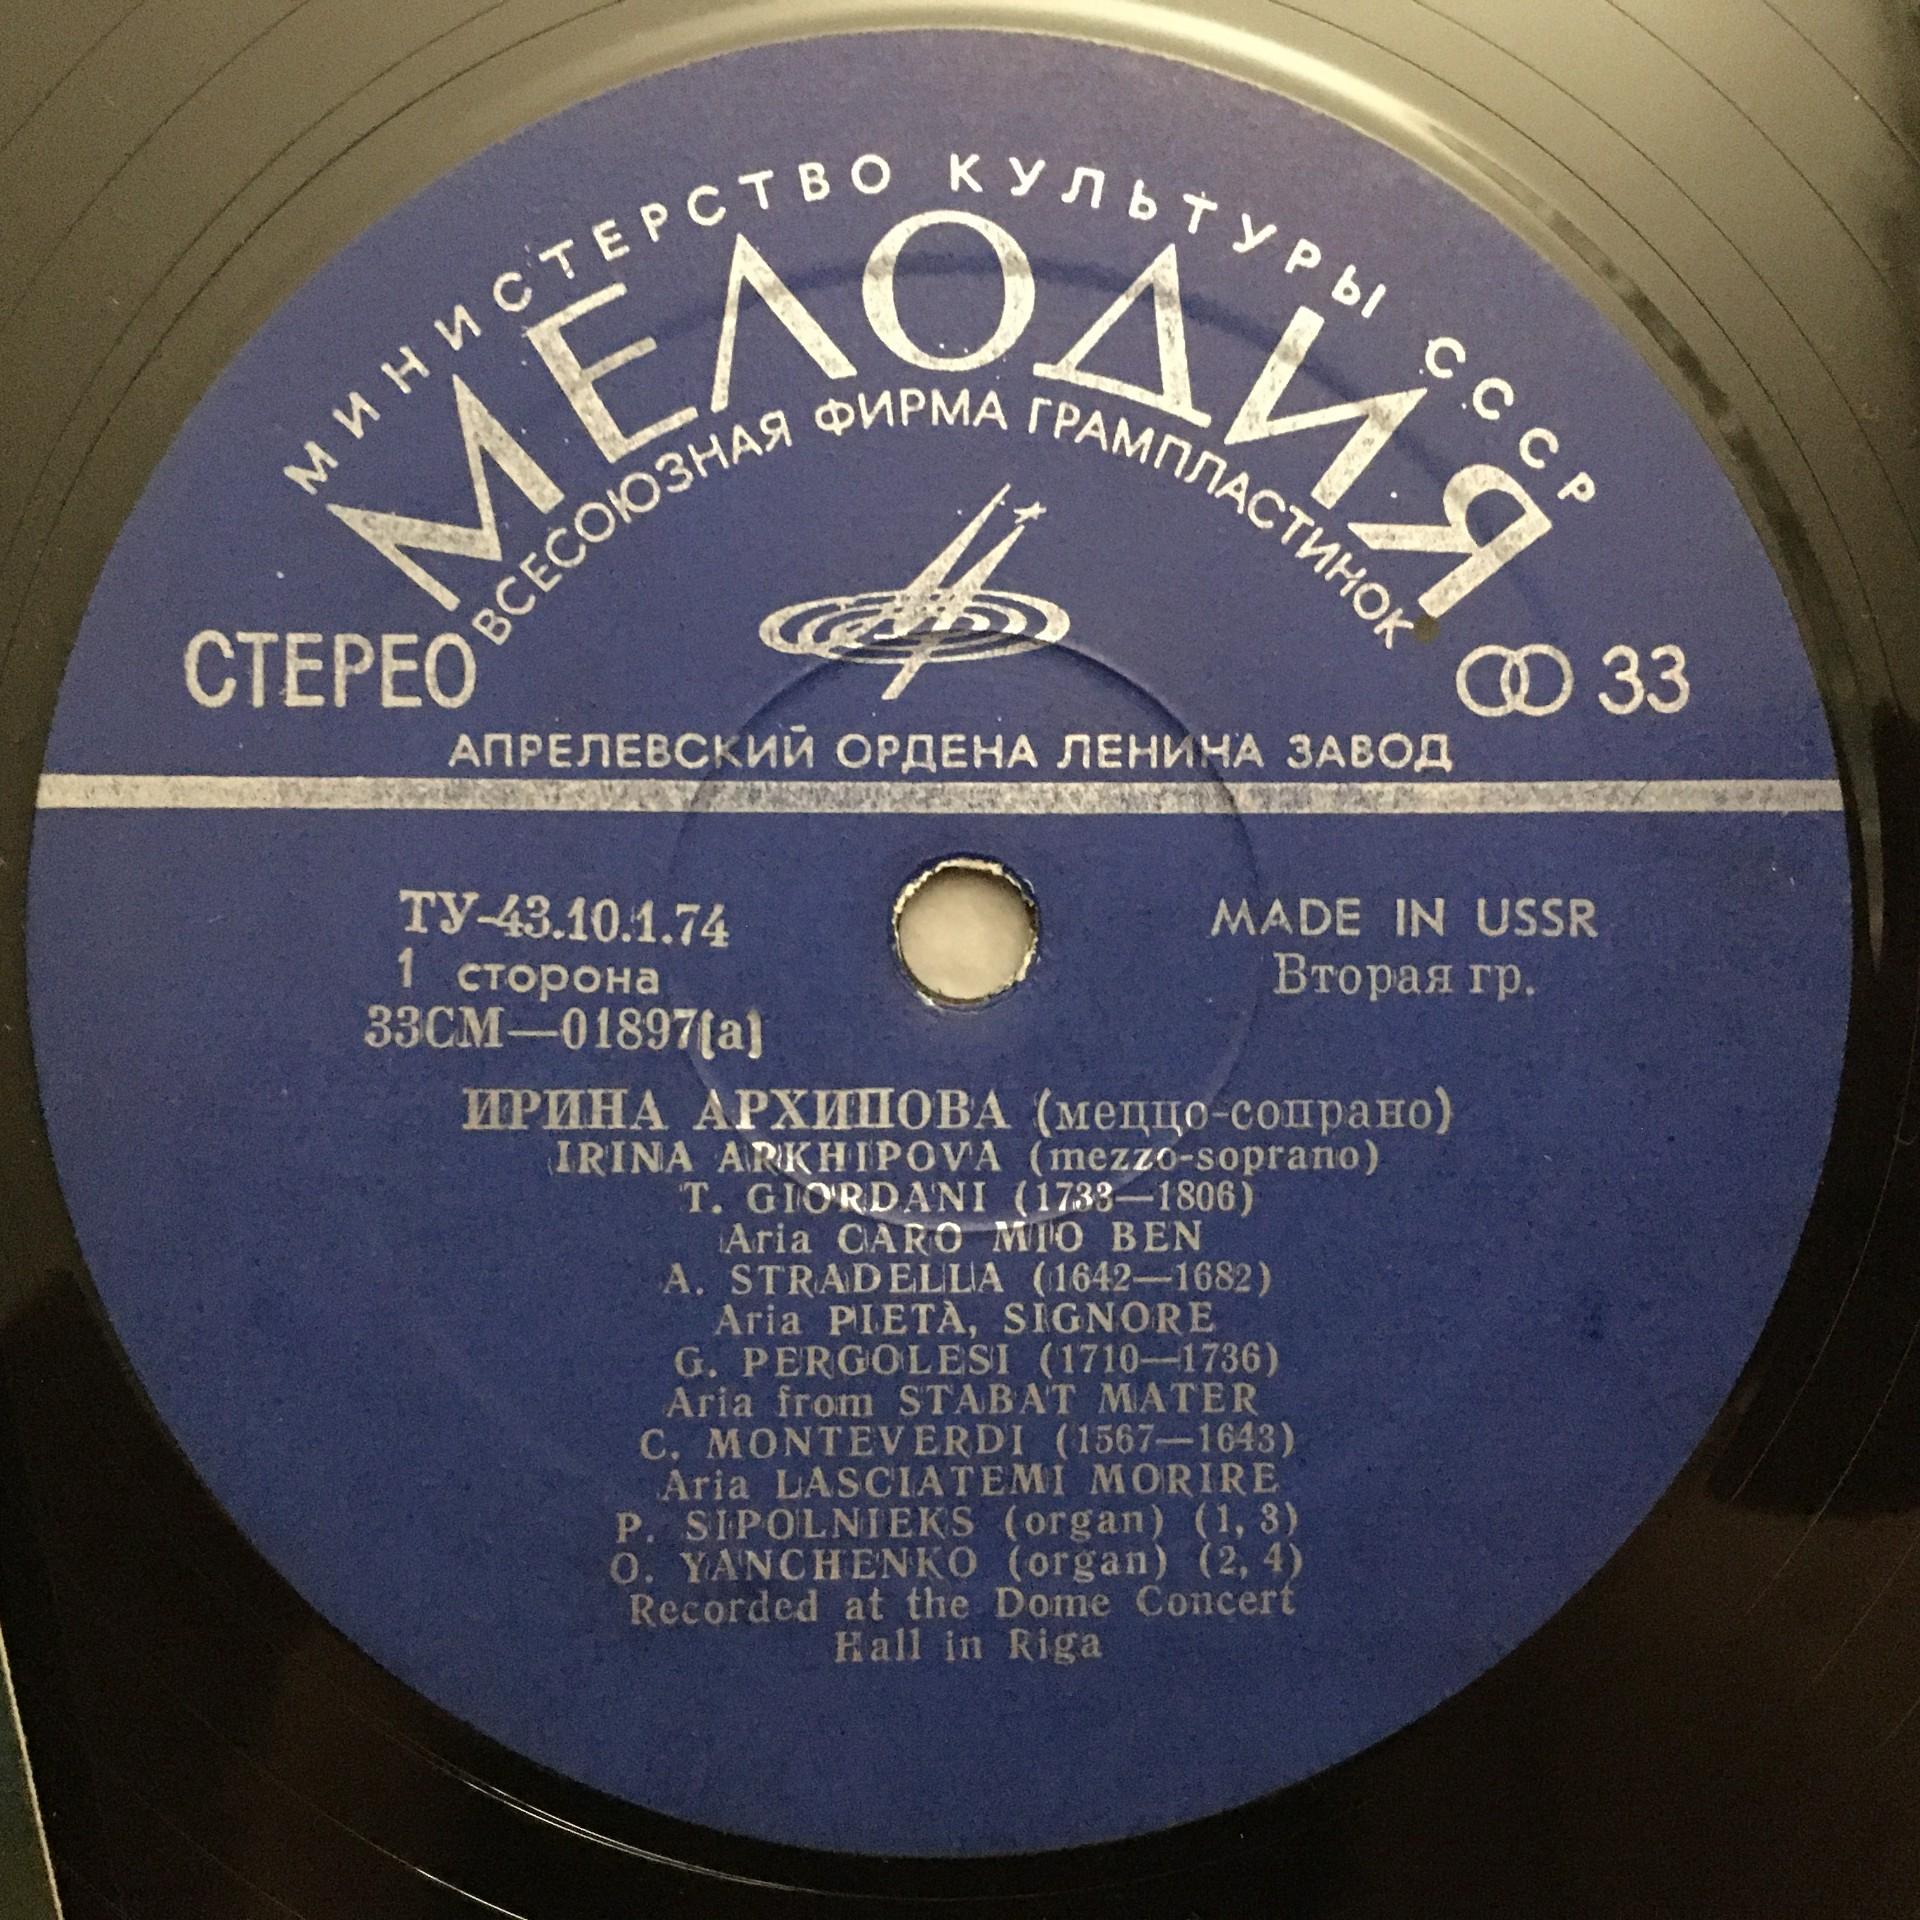 МИНИСТЕРСТВО КУЛЬТУРЫ СССР
МЕЛОДИЯ
ВСЕСОЮЗНАЯ ФИРМА ГРАМПЛАСТИНОК
СТЕРЕО
33
АПРЕЛЕВСКИЙ ОРДЕНА ЛЕНИНА ЗАВОД
ТУ-43.10.1.74
1 сторона
33СМ—01897(а)
MADE IN USSR
Вторая гр.
ИРИНА АРХИПОВА (меццо-сопрано)
IRINA ARKHIPOVA (mezzo-soprano)
T. GIORDANI (1733—1806)
Aria CARO MIO BEN
A. STRADELLA (1642—1682)
Aria PIETÀ, SIGNORE
G. PERGOLESI (1710—1736)
Aria from STABAT MATER
C. MONTEVERDI (1567—1643)
Aria LASCIATEMI MORIRE
P. SIPOLNIEKS (organ) (1, 3)
O. YANCHENKO (organ) (2, 4)
Recorded at the Dome Concert
Hall in Riga